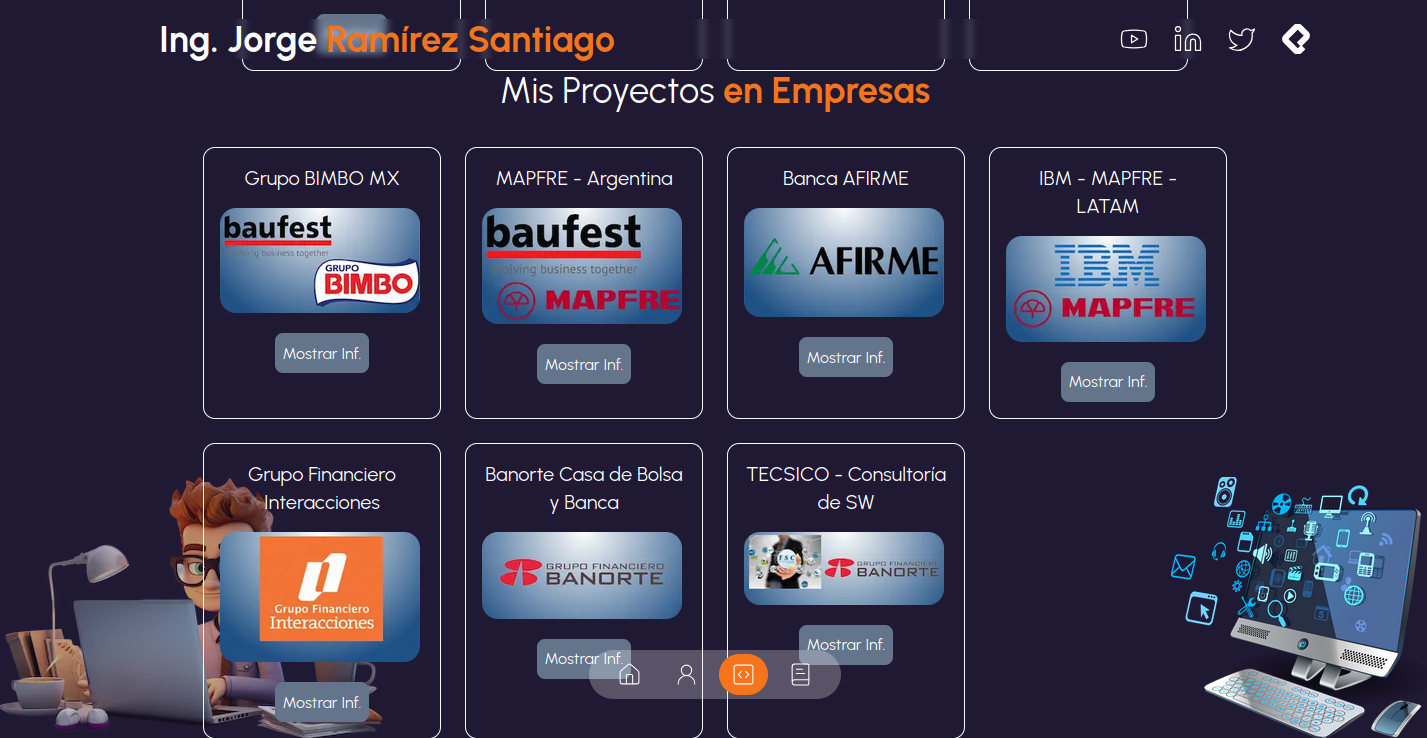 Ing. Jorge Ramírez Santiago
Mis Proyectos en Empresas
Grupo BIMBO MX
baufest
evolving business together
GRUPO
BIMBO
Mostrar Inf.
MAPFRE - Argentina
baufest
evolving business together
MAPFRE
Mostrar Inf.
Banca AFIRME
AFIRME
Mostrar Inf.
IBM - MAPFRE -
LATAM
IBM
MAPFRE
Mostrar Inf.
Grupo Financiero
Interacciones
Grupo Financiero
Interacciones
Mostrar Inf.
Banorte Casa de Bolsa
y Banca
GRUPO FINANCIERO
BANORTE
Mostrar Inf.
TECSICO - Consultoría
de SW
TSC
GRUPO FINANCIERO
BANORTE
Mostrar Inf.